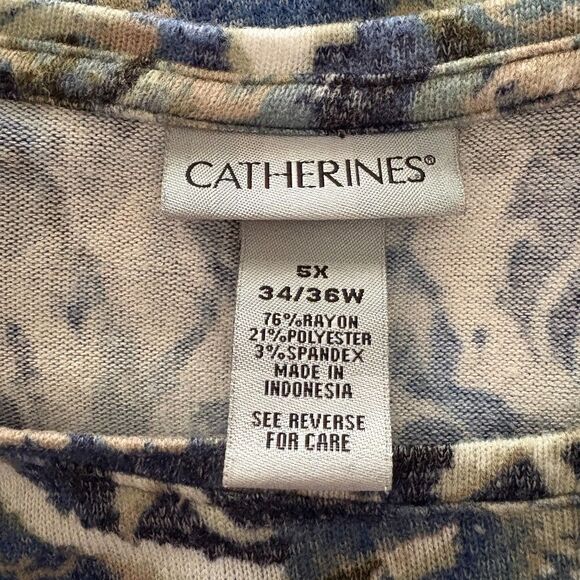 CATHERINES®
5X
34/36W
76%RAYON
21%POLYESTER
3%SPANDEX
MADE IN
INDONESIA
SEE REVERSE
FOR CARE